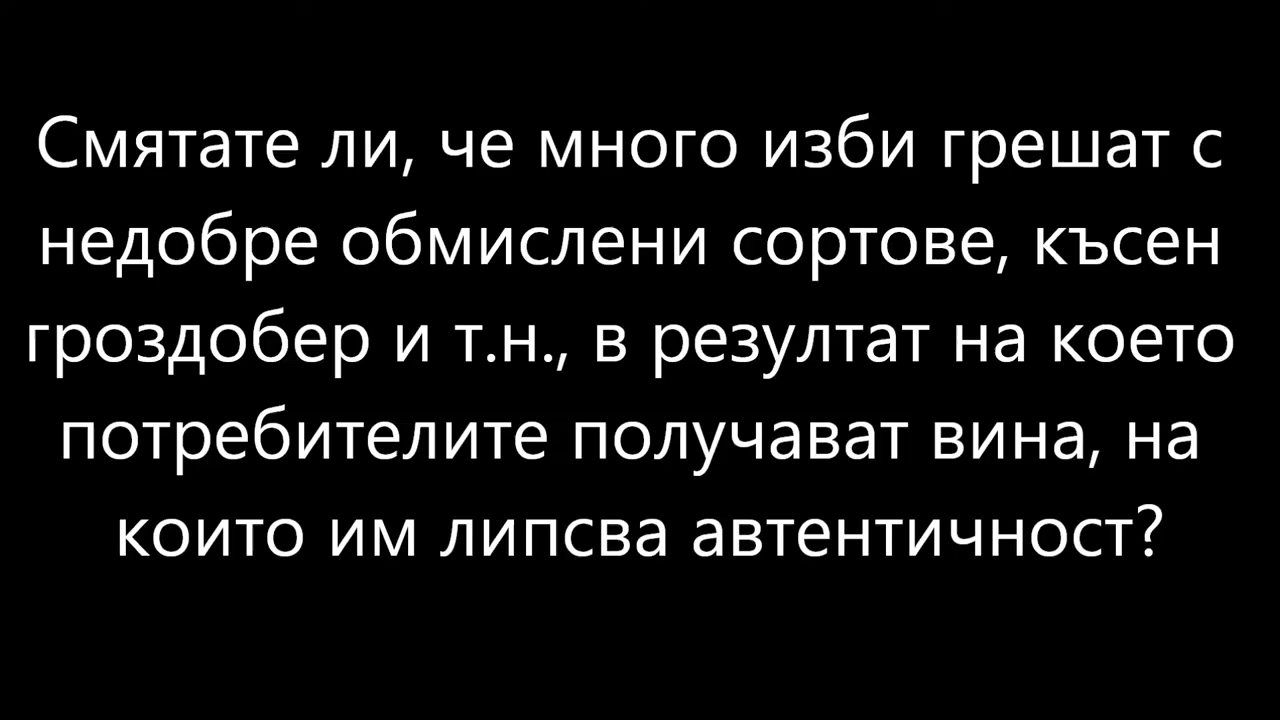 Смятате ли, че много изби грешат с
недобре обмислени сортове, късен
гроздобер и т.н., в резултат на което
потребителите получават вина, на
които им липсва автентичност?